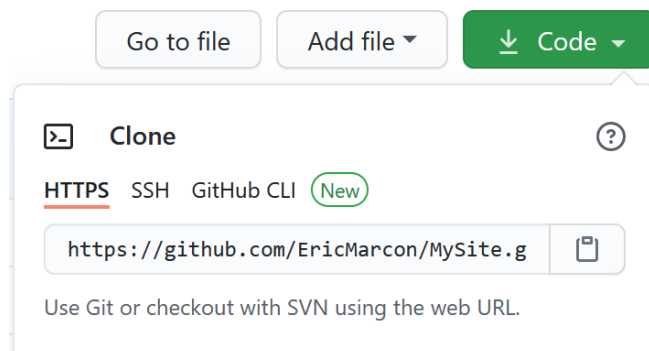 Go to file Add file Code
Clone
HTTPS SSH GitHub CLI New
https://github.com/EricMarcon/MySite.g
Use Git or checkout with SVN using the web URL.